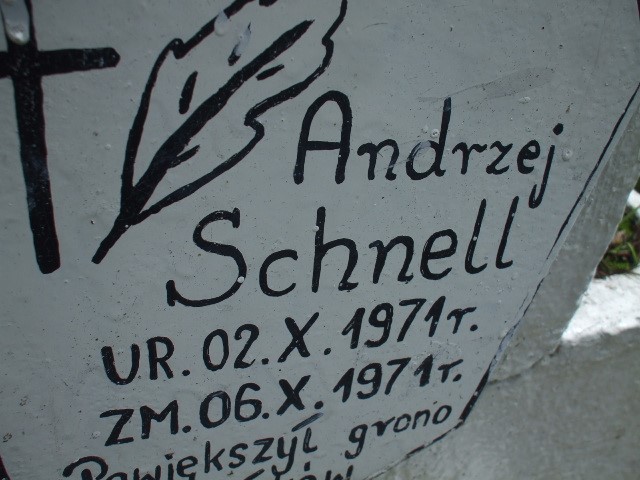 Andrzej
Schnell
UR. 02. X. 1971 r.
ZM. 06. X. 1971 r.
Powiększył grono